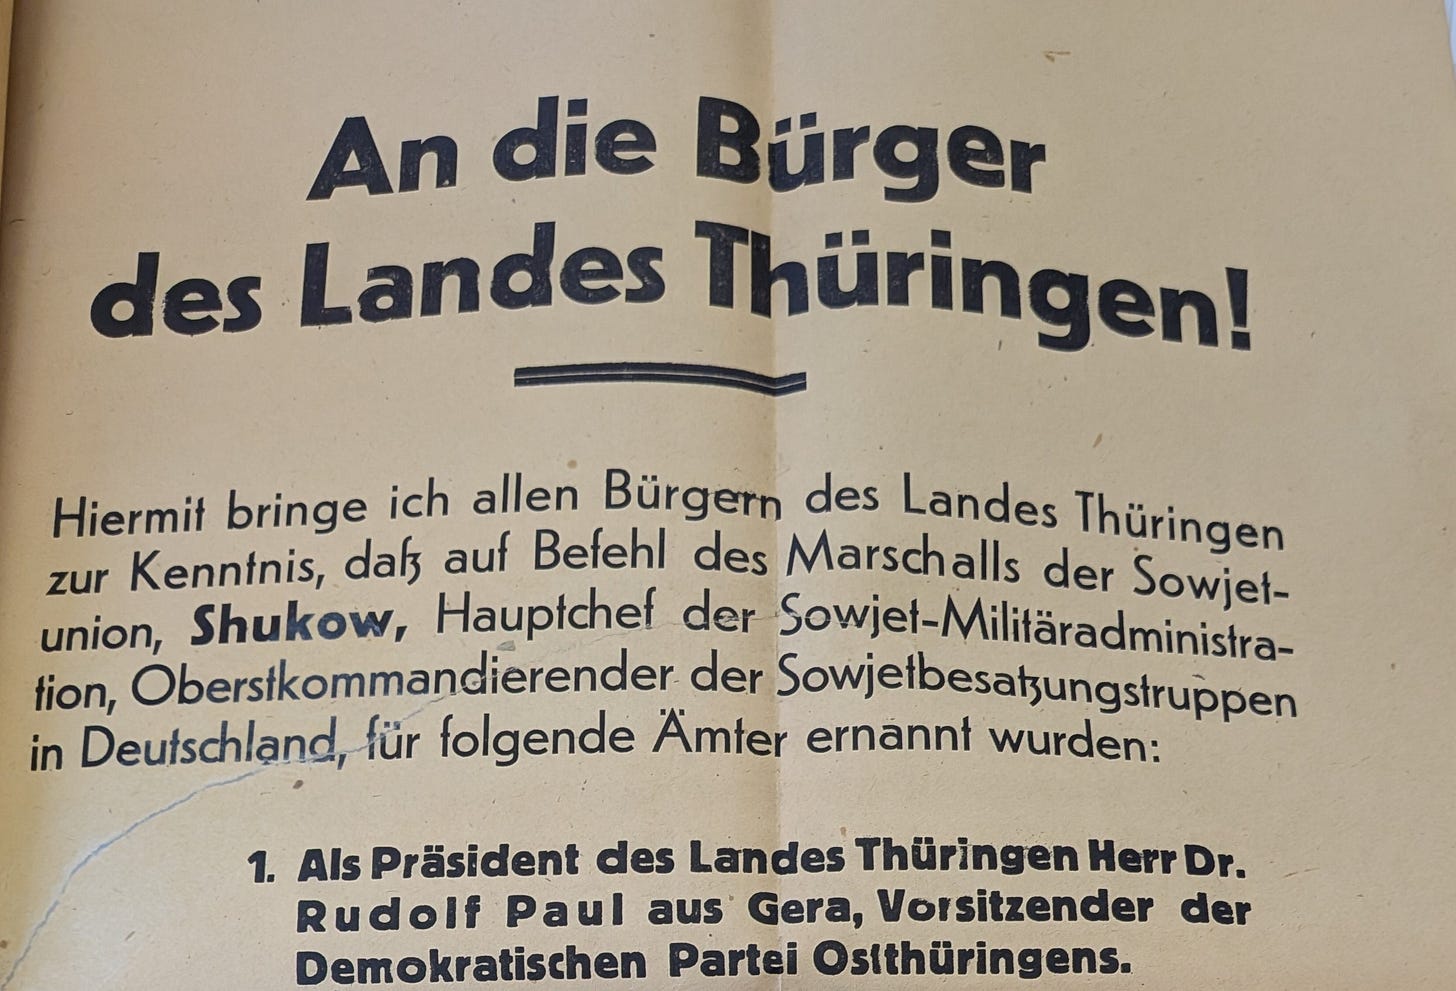 An die Bürger
des Landes Thüringen!
Hiermit bringe ich allen Bürgern des Landes Thüringen
zur Kenntnis, daß auf Befehl des Marschalls der Sowjet-
union, Shukow, Hauptchef der Sowjet-Militäradministra-
tion, Oberstkommandierender der Sowjetbesatzungstruppen
in Deutschland, für folgende Ämter ernannt wurden:
1. Als Präsident des Landes Thüringen Herr Dr.
Rudolf Paul aus Gera, Vorsitzender der
Demokratischen Partei Ostthüringens.